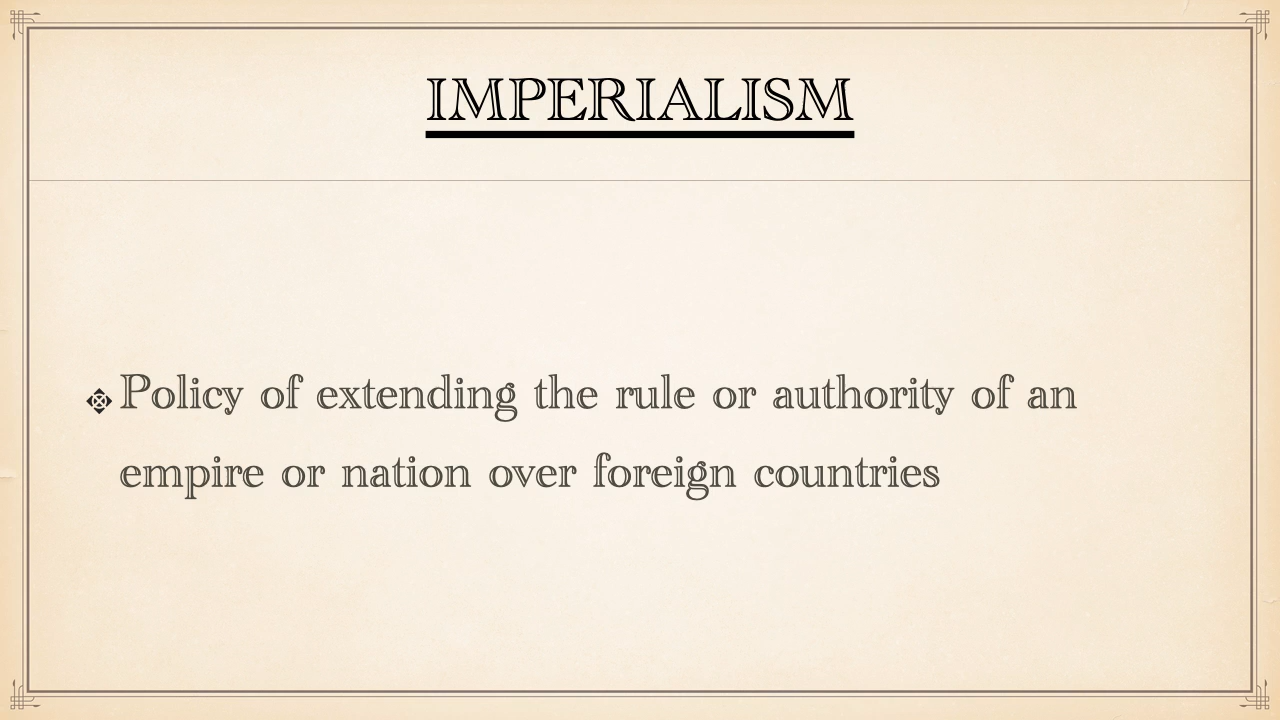 IMPERIALISM
Policy of extending the rule or authority of an
empire or nation over foreign countries